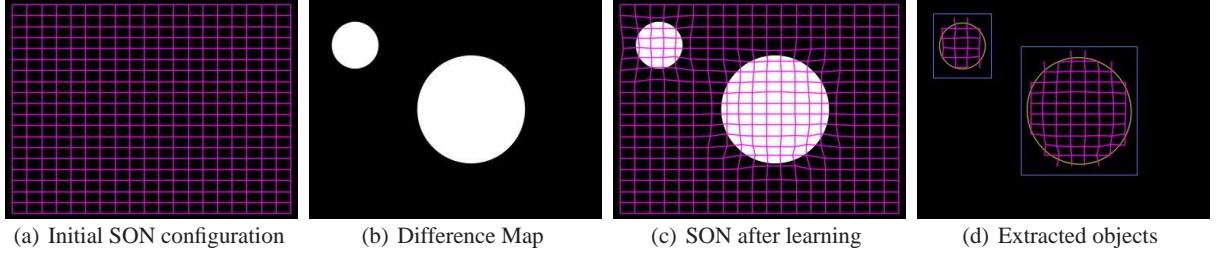 (a) Initial SON configuration
(b) Difference Map
(c) SON after learning
(d) Extracted objects